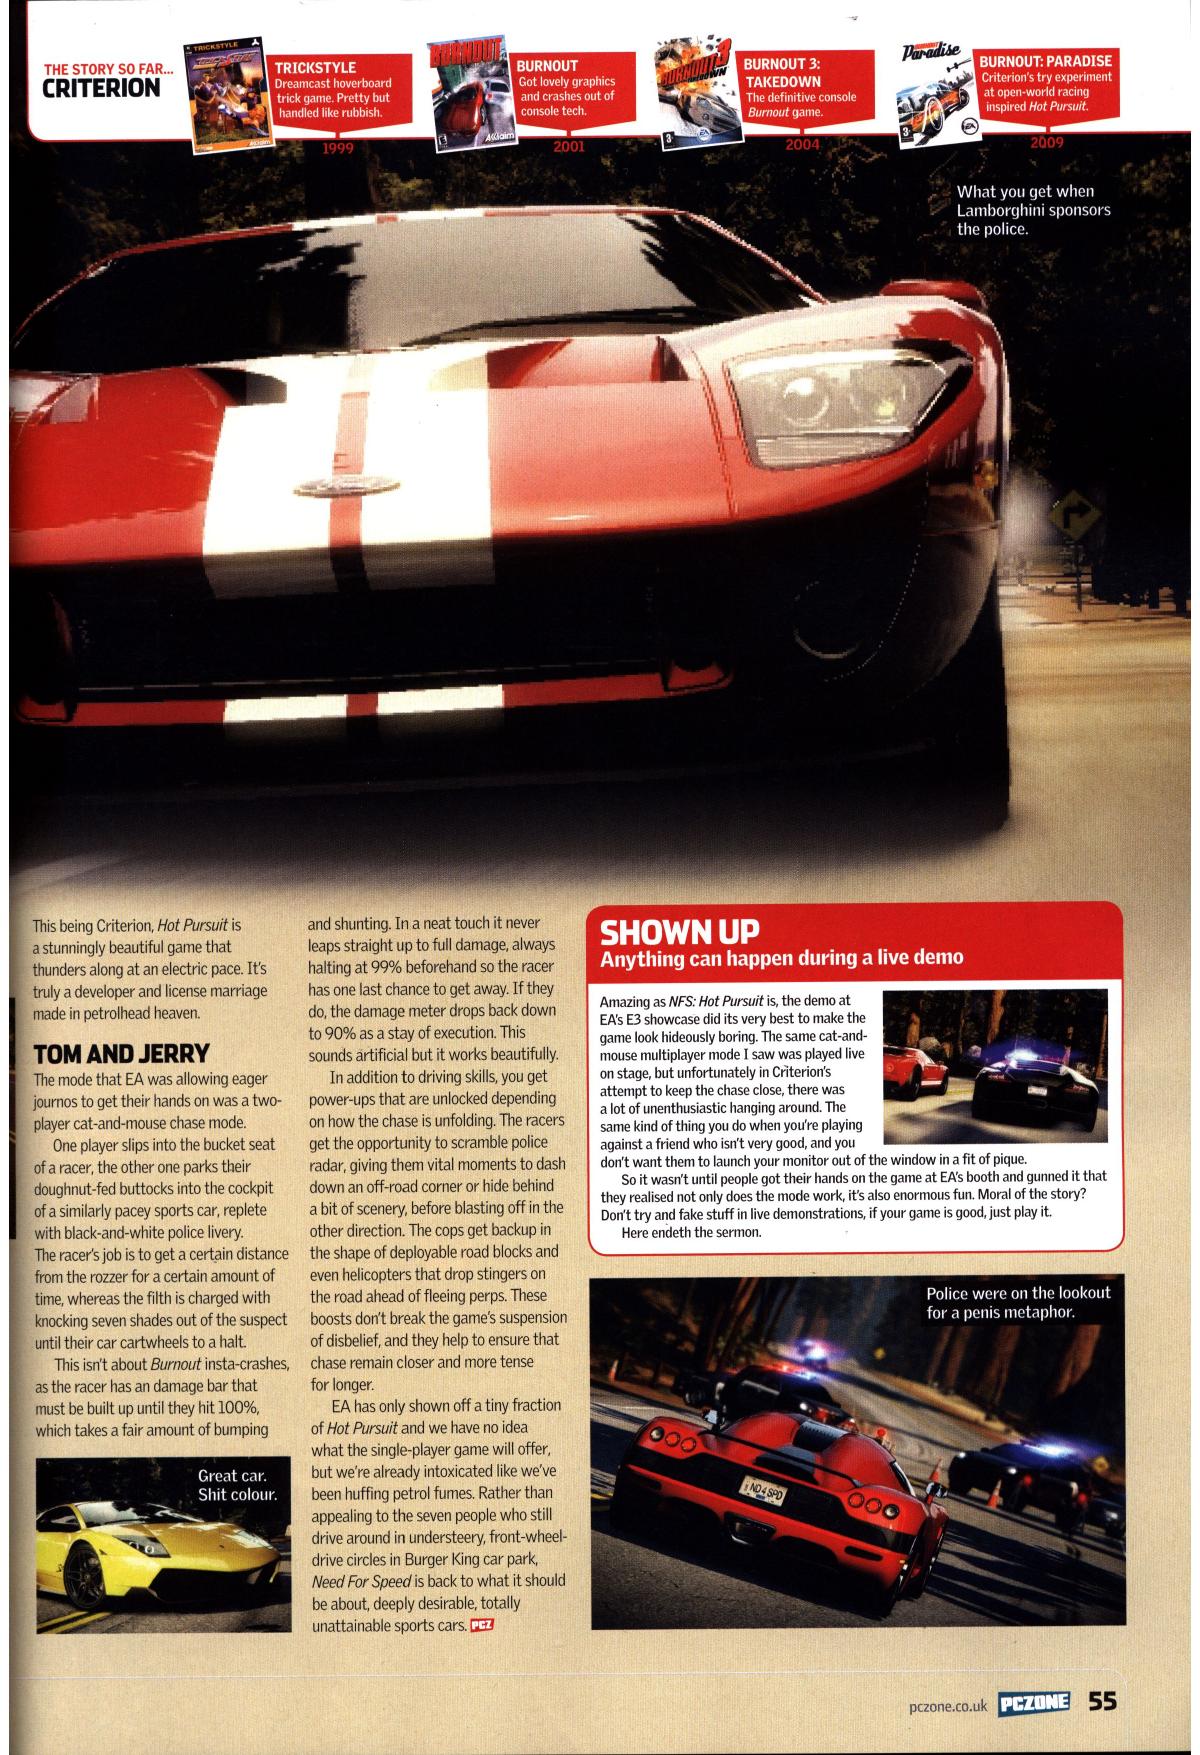 THE STORY SO FAR...
CRITERION
TRICKSTYLE
TRICKSTYLE
Dreamcast hoverboard
trick game. Pretty but
handled like rubbish.
1999
BURNOUT
Acclaim
BURNOUT
Got lovely graphics
and crashes out of
console tech.
2001
BURNOUT 3
TAKEDOWN
BURNOUT 3:
TAKEDOWN
The definitive console
Burnout game.
2004
BURNOUT
Paradise
BURNOUT: PARADISE
Criterion's try experiment
at open-world racing
inspired Hot Pursuit.
2009
What you get when
Lamborghini sponsors
the police.
This being Criterion, Hot Pursuit is
a stunningly beautiful game that
thunders along at an electric pace. It's
truly a developer and license marriage
made in petrolhead heaven.
TOM AND JERRY
The mode that EA was allowing eager
journos to get their hands on was a two-
player cat-and-mouse chase mode.
One player slips into the bucket seat
of a racer, the other one parks their
doughnut-fed buttocks into the cockpit
of a similarly pacey sports car, replete
with black-and-white police livery.
The racer's job is to get a certain distance
from the rozzer for a certain amount of
time, whereas the filth is charged with
knocking seven shades out of the suspect
until their car cartwheels to a halt.
This isn't about Burnout insta-crashes,
as the racer has an damage bar that
must be built up until they hit 100%,
which takes a fair amount of bumping
Great car.
Shit colour.
and shunting. In a neat touch it never
leaps straight up to full damage, always
halting at 99% beforehand so the racer
has one last chance to get away. If they
do, the damage meter drops back down
to 90% as a stay of execution. This
sounds artificial but it works beautifully.
In addition to driving skills, you get
power-ups that are unlocked depending
on how the chase is unfolding. The racers
get the opportunity to scramble police
radar, giving them vital moments to dash
down an off-road corner or hide behind
a bit of scenery, before blasting off in the
other direction. The cops get backup in
the shape of deployable road blocks and
even helicopters that drop stingers on
the road ahead of fleeing perps. These
boosts don't break the game's suspension
of disbelief, and they help to ensure that
chase remain closer and more tense
for longer.
EA has only shown off a tiny fraction
of Hot Pursuit and we have no idea
what the single-player game will offer,
but we're already intoxicated like we've
been huffing petrol fumes. Rather than
appealing to the seven people who still
drive around in understeery, front-wheel-
drive circles in Burger King car park,
Need For Speed is back to what it should
be about, deeply desirable, totally
unattainable sports cars. PCZ
SHOWN UP
Anything can happen during a live demo
Amazing as NFS: Hot Pursuit is, the demo at
EA's E3 showcase did its very best to make the
game look hideously boring. The same cat-and-
mouse multiplayer mode I saw was played live
on stage, but unfortunately in Criterion's
attempt to keep the chase close, there was
a lot of unenthusiastic hanging around. The
same kind of thing you do when you're playing
against a friend who isn't very good, and you
don't want them to launch your monitor out of the window in a fit of pique.
So it wasn't until people got their hands on the game at EA's booth and gunned it that
they realised not only does the mode work, it's also enormous fun. Moral of the story?
Don't try and fake stuff in live demonstrations, if your game is good, just play it.
Here endeth the sermon.
Police were on the lookout
for a penis metaphor.
ND4 SPD
pczone.co.uk PCZONE 55